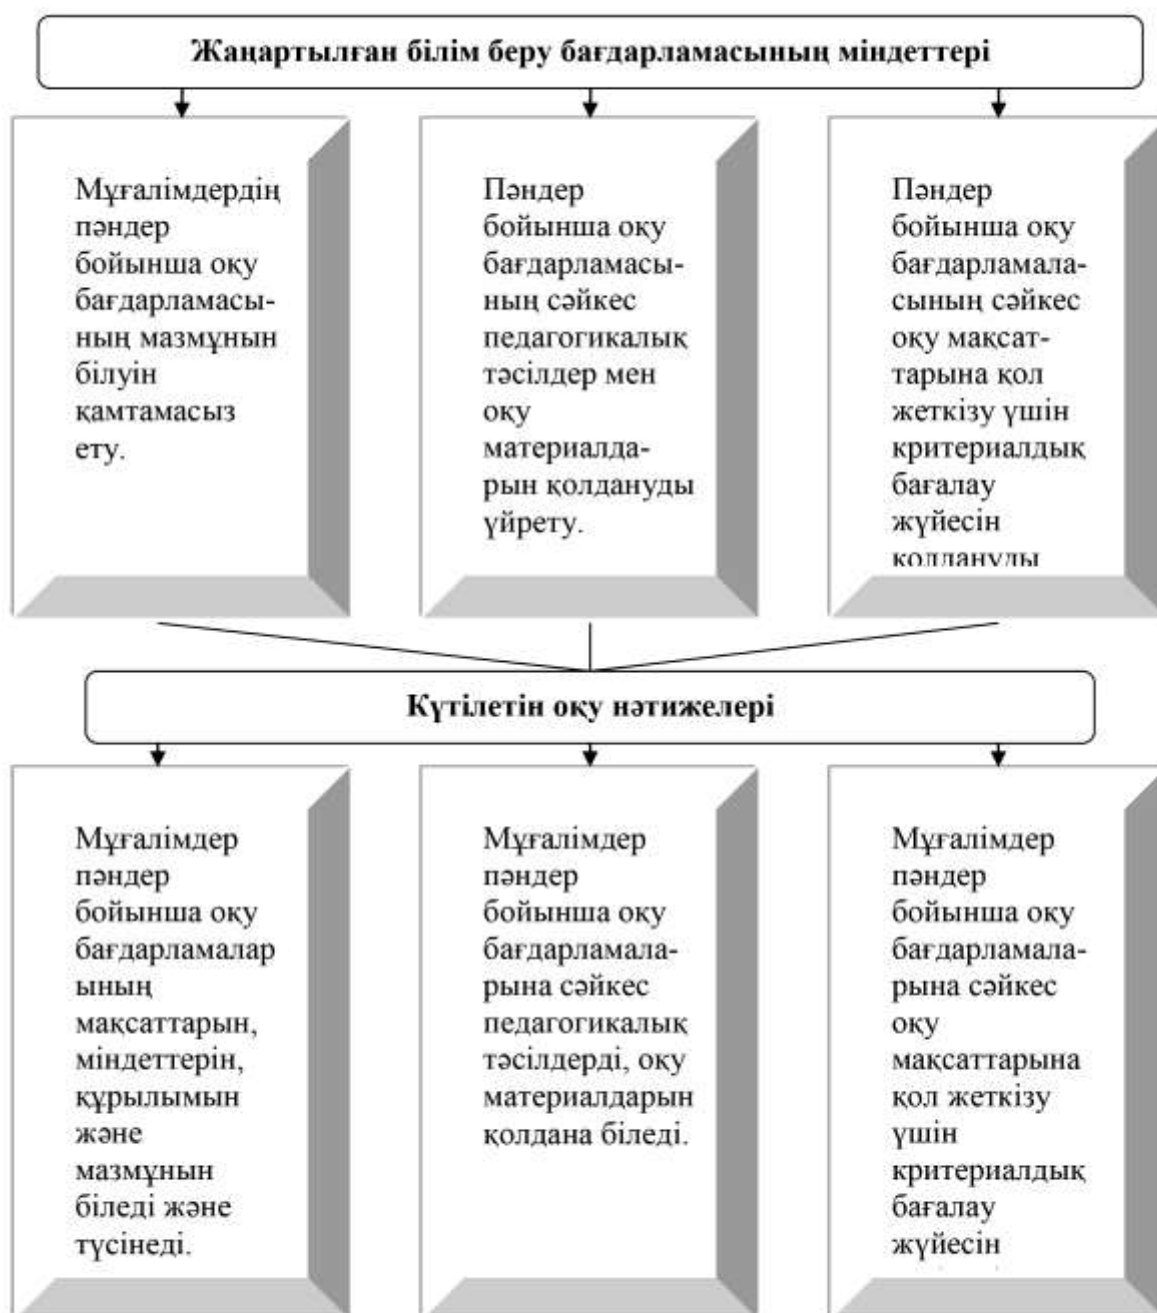 Жаңартылған білім беру бағдарламасының міндеттері
Мұғалімдердің
пәндер
бойынша оқу
бағдарламасы-
ның мазмұнын
білуін
қамтамасыз
ету.
Пәндер
бойынша оқу
бағдарламасы-
ның сәйкес
педагогикалық
тәсілдер мен
оқу
материалда-
рын қолдануды
үйрету.
Пәндер
бойынша оқу
бағдарламала-
сының сәйкес
оқу мақсат-
тарына қол
жеткізу үшін
критериалдық
бағалау
жүйесін
қолдануды
Күтілетін оқу нәтижелері
Мұғалімдер
пәндер
бойынша оқу
бағдарламалар
ының
мақсаттарын,
міндеттерін,
құрылымын
және
мазмұнын
біледі және
түсінеді.
Мұғалімдер
пәндер
бойынша оқу
бағдарламала-
рына сәйкес
педагогикалық
тәсілдерді, оқу
материалдарын
қолдана біледі.
Мұғалімдер
пәндер
бойынша оқу
бағдарламала-
рына сәйкес
оқу
мақсаттарына
қол жеткізу
үшін
критериалдық
бағалау
жүйесін